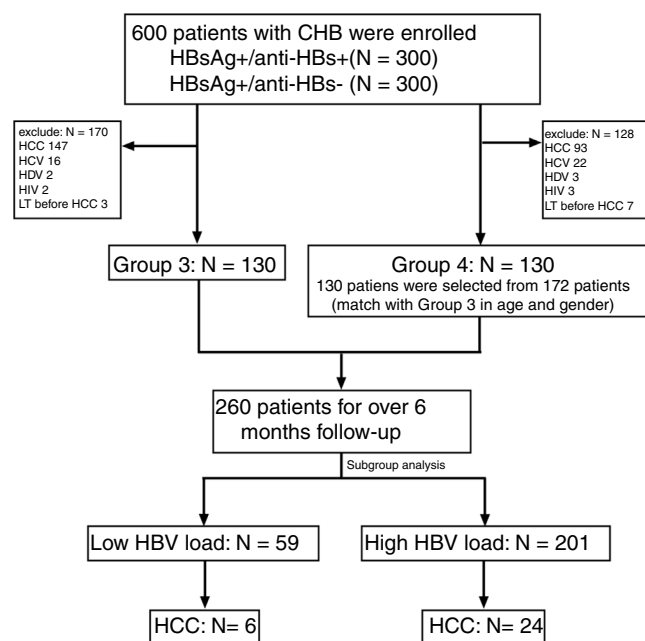 600 patients with CHB were enrolled
HBsAg+/anti-HBs+(N = 300)
HBsAg+/anti-HBs- (N = 300)
exclude: N = 170
HCC 147
HCV 16
HDV 2
HIV 2
LT before HCC 3
exclude: N = 128
HCC 93
HCV 22
HDV 3
HIV 3
LT before HCC 7
Group 3: N = 130
Group 4: N = 130
130 patiens were selected from 172 patients
(match with Group 3 in age and gender)
260 patients for over 6
months follow-up
Subgroup analysis
Low HBV load: N = 59
High HBV load: N = 201
HCC: N= 6
HCC: N= 24